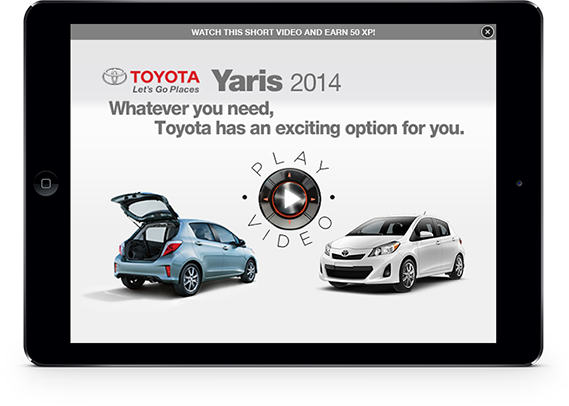 WATCH THIS SHORT VIDEO AND EARN 50 XP!
TOYOTA Yaris 2014
Let's Go Places
Whatever you need,
Toyota has an exciting option for you.
PLAY
VIDEO